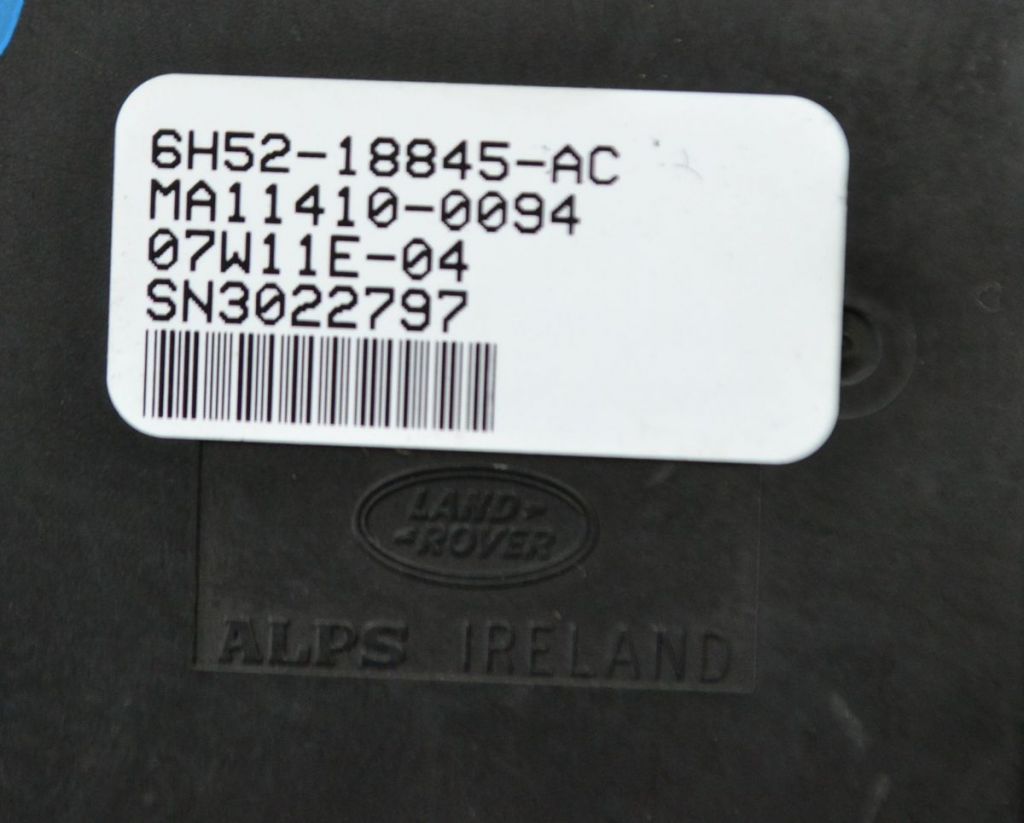 6H52-18845-AC
MA11410-0094
07W11E-04
SN3022797
LAND
ROVER
ALPS IRELAND